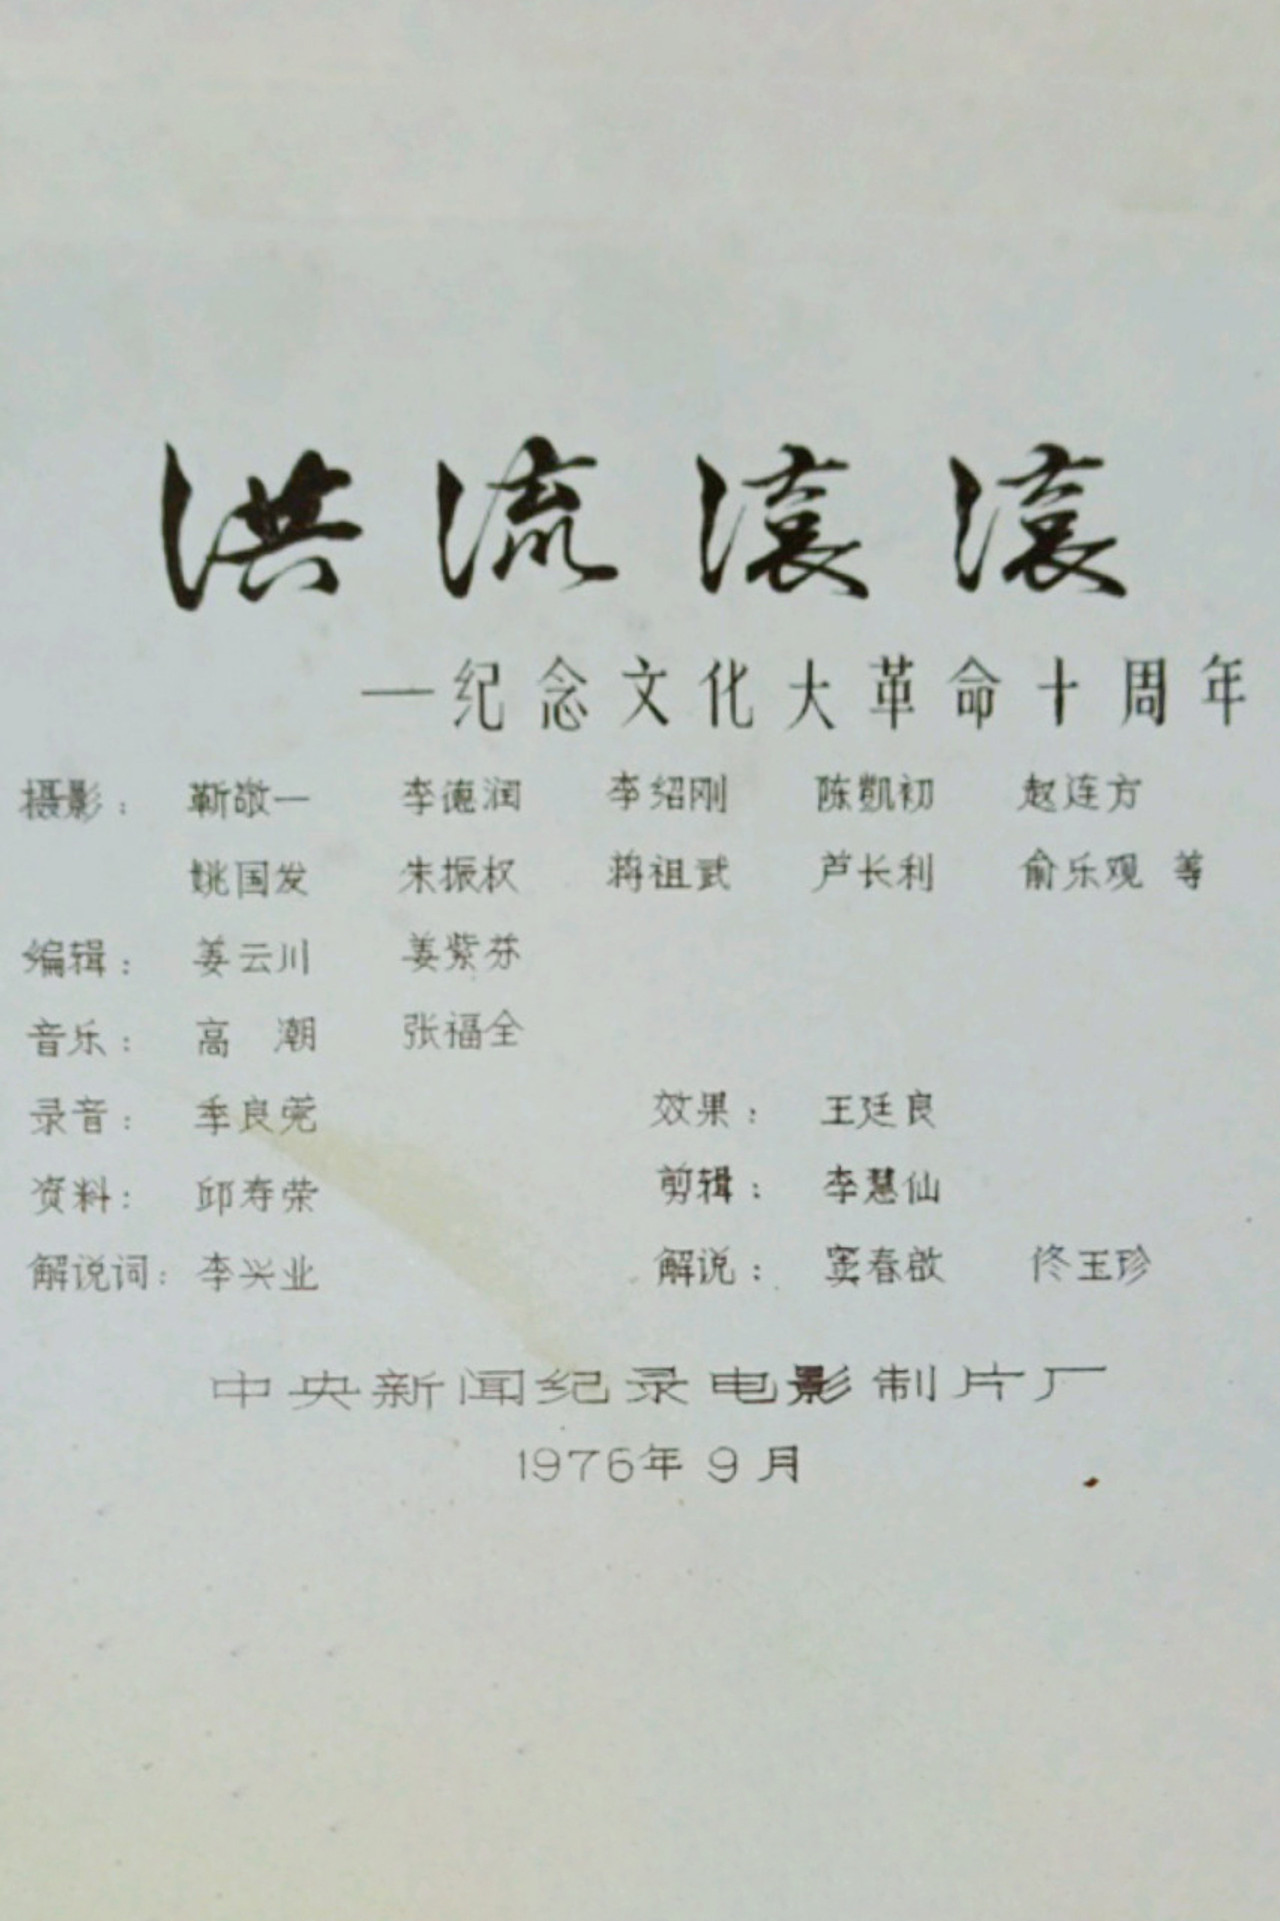 洪流滚滚
—纪念文化大革命十周年
摄影： 靳敬一 李德润 李绍刚 陈凯初 赵连方
姚国发 朱振权 蒋祖武 芦长利 俞乐观 等
编辑： 姜云川 姜紫芬
音乐： 高 潮 张福全
录音： 季良尧 效果： 王廷良
资料： 邱寿荣 剪辑： 李慧仙
解说词： 李兴业 解说： 窦春啟 佟玉珍
中央新闻纪录电影制片厂
1976年9月